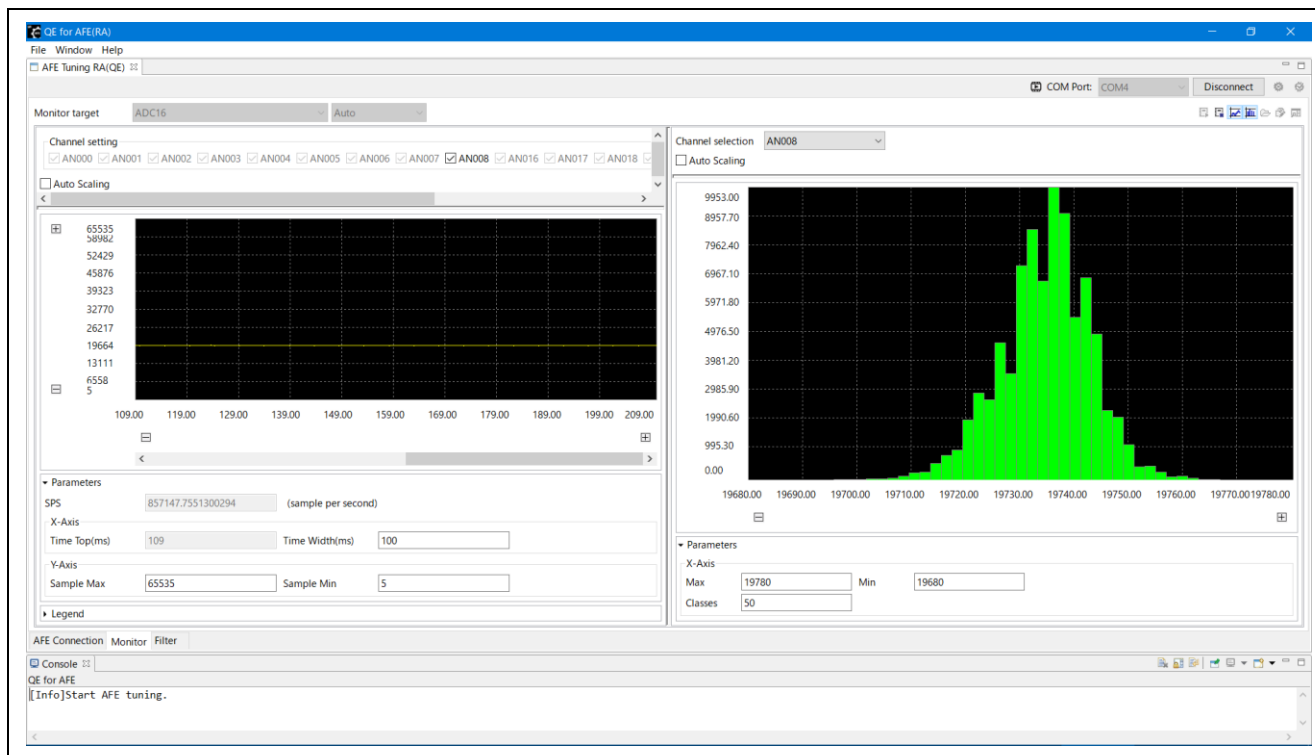 QE for AFE(RA)
File Window Help
AFE Tuning RA(QE)
COM Port: COM4 Disconnect
Monitor target ADC16 Auto
Channel setting
AN000 AN001 AN002 AN003 AN004 AN005 AN006 AN007 AN008 AN016 AN017 AN018
Auto Scaling
65535
58982
52429
45876
39323
32770
26217
19664
13111
6558
5
109.00 119.00 129.00 139.00 149.00 159.00 169.00 179.00 189.00 199.00 209.00
Parameters
SPS 857147.7551300294 (sample per second)
X-Axis
Time Top(ms) 109 Time Width(ms) 100
Y-Axis
Sample Max 65535 Sample Min 5
Legend
Channel selection AN008
Auto Scaling
9953.00
8957.70
7962.40
6967.10
5971.80
4976.50
3981.20
2985.90
1990.60
995.30
0.00
19680.00 19690.00 19700.00 19710.00 19720.00 19730.00 19740.00 19750.00 19760.00 19770.00 19780.00
Parameters
X-Axis
Max 19780 Min 19680
Classes 50
AFE Connection Monitor Filter
Console
QE for AFE
[Info]Start AFE tuning.